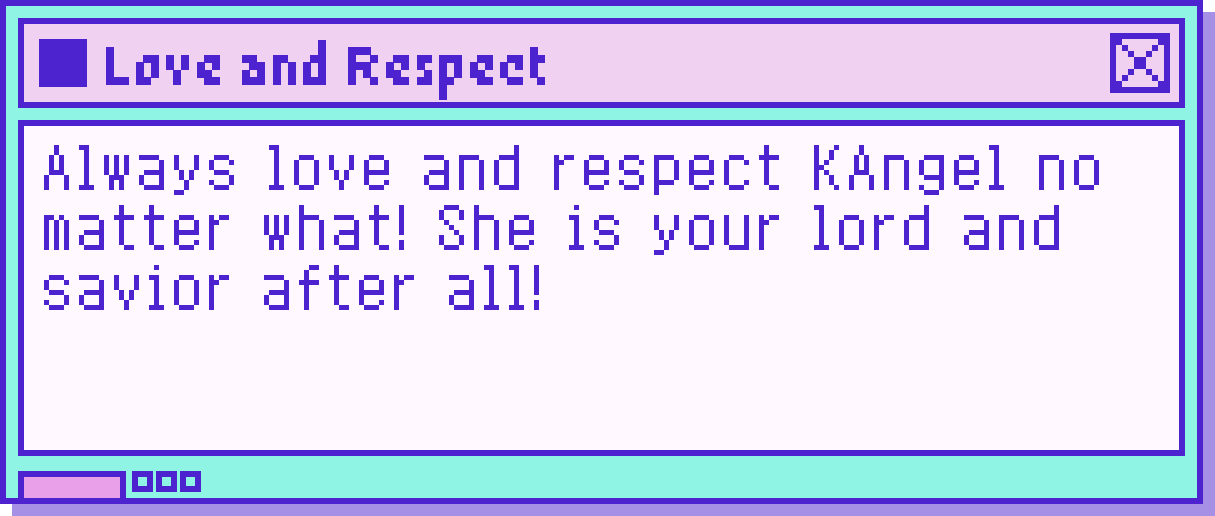 Love and Respect
Always love and respect KAngel no
matter what! She is your lord and
savior after all!